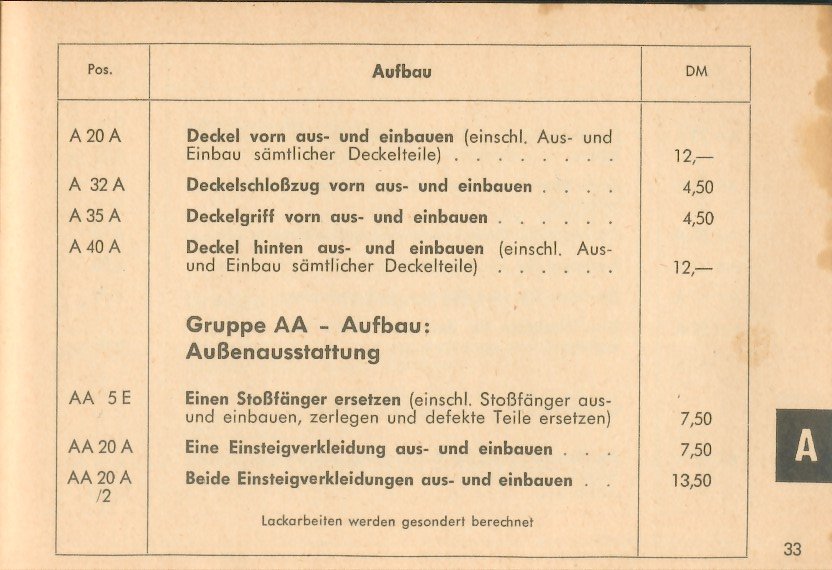 Pos. Aufbau DM
A 20 A Deckel vorn aus- und einbauen (einschl. Aus- und
Einbau sämtlicher Deckelteile) . . . . . . . . 12,—
A 32 A Deckelschloßzug vorn aus- und einbauen . . . . 4,50
A 35 A Deckelgriff vorn aus- und einbauen . . . . . . 4,50
A 40 A Deckel hinten aus- und einbauen (einschl. Aus-
und Einbau sämtlicher Deckelteile) . . . . . . 12,—
Gruppe AA – Aufbau:
Außenausstattung
AA 5 E Einen Stoßfänger ersetzen (einschl. Stoßfänger aus-
und einbauen, zerlegen und defekte Teile ersetzen) 7,50
AA 20 A Eine Einsteigverkleidung aus- und einbauen . . . 7,50
AA 20 A Beide Einsteigverkleidungen aus- und einbauen . . 13,50
/2
Lackarbeiten werden gesondert berechnet
A
33